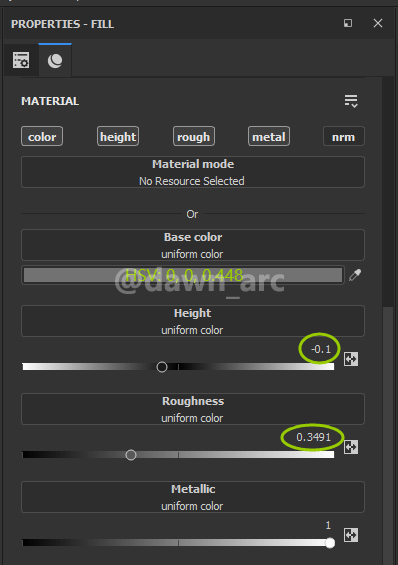 PROPERTIES - FILL
MATERIAL
color height rough metal nrm
Material mode
No Resource Selected
Or
Base color
uniform color
HSV: 0, 0, 0.448
@dawn_arc
Height
uniform color
-0.1
Roughness
uniform color
0.3491
Metallic
uniform color
1